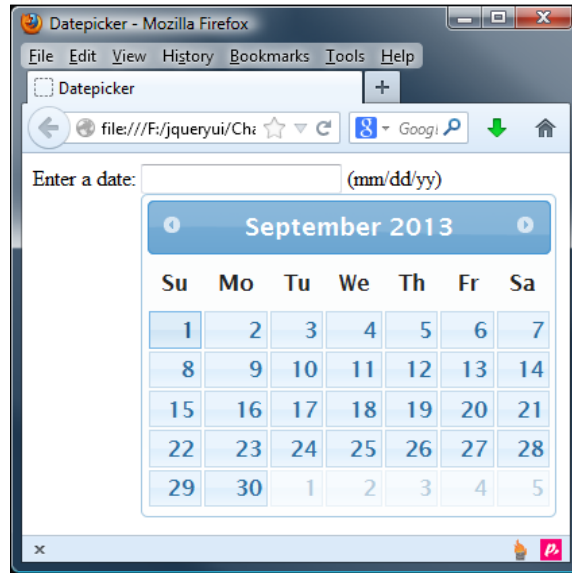 Datepicker - Mozilla Firefox
File Edit View History Bookmarks Tools Help
Datepicker
file:///F:/jqueryui/Cha Googl
Enter a date: (mm/dd/yy)
September 2013
Su Mo Tu We Th Fr Sa
1 2 3 4 5 6 7
8 9 10 11 12 13 14
15 16 17 18 19 20 21
22 23 24 25 26 27 28
29 30 1 2 3 4 5